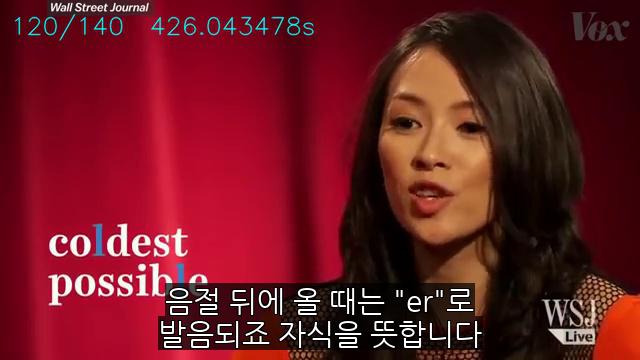 Wall Street Journal
120/140 426.043478s
Vox
coldest
possible
음절 뒤에 올 때는 "er"로
발음되죠 자식을 뜻합니다
WSJ
Live